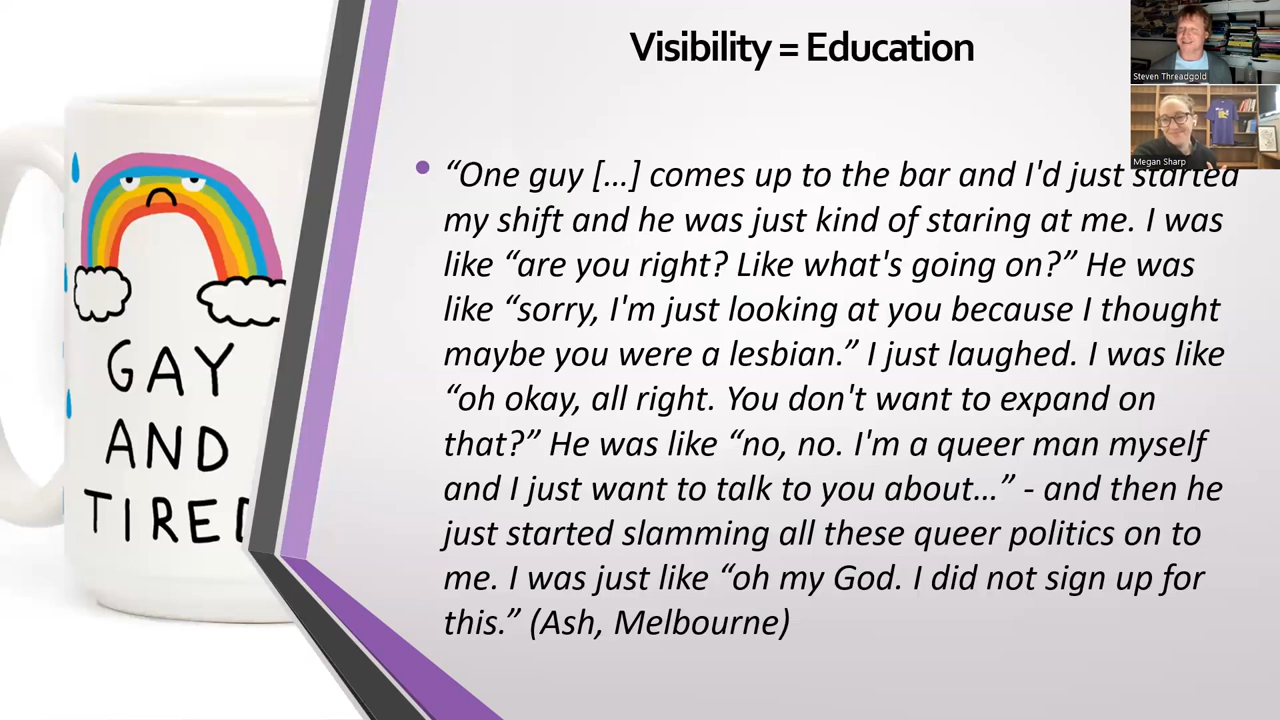 Visibility = Education
Steven Threadgold
Megan Sharp
• “One guy [...] comes up to the bar and I'd just started
my shift and he was just kind of staring at me. I was
like “are you right? Like what's going on?” He was
like “sorry, I'm just looking at you because I thought
maybe you were a lesbian.” I just laughed. I was like
“oh okay, all right. You don't want to expand on
that?” He was like “no, no. I'm a queer man myself
and I just want to talk to you about…” - and then he
just started slamming all these queer politics on to
me. I was just like “oh my God. I did not sign up for
this.” (Ash, Melbourne)
GAY
AND
TIRED